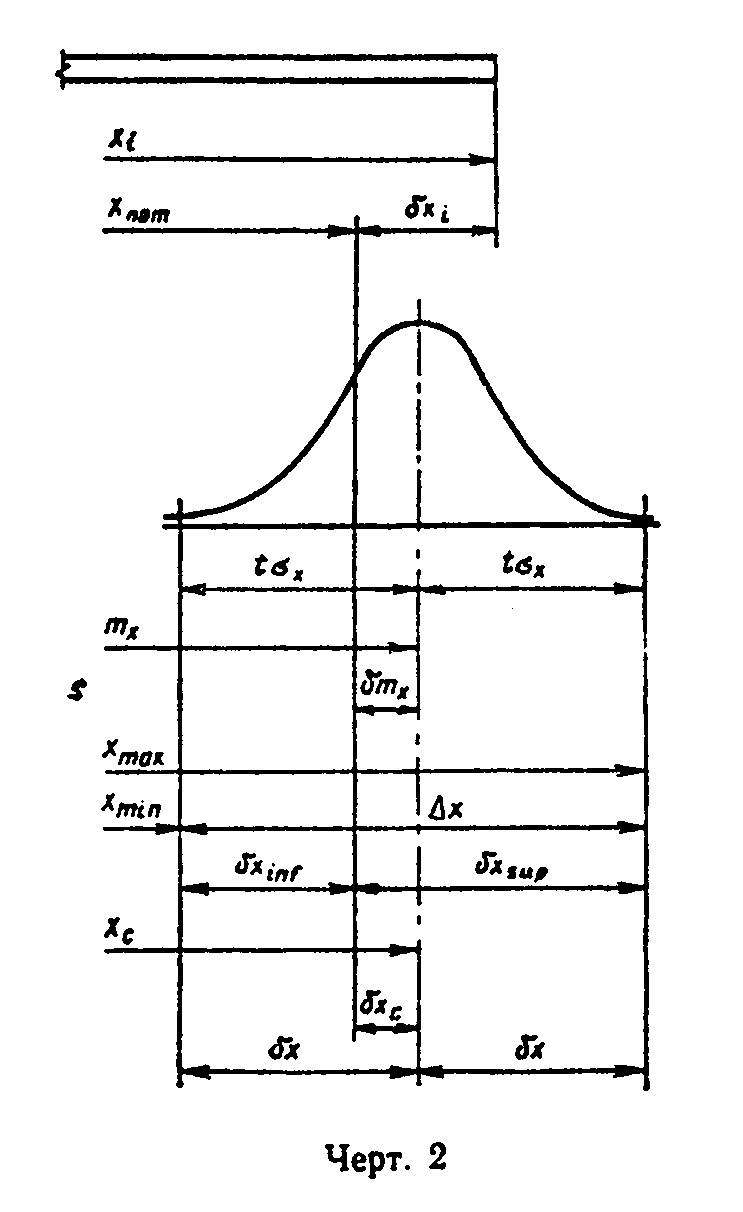 x_i
x_nom δx_i
tσ_x tσ_x
m_x
δm_x
x_max
x_min Δx
δx_inf δx_sup
x_c
δx_c
δx δx
Черт. 2